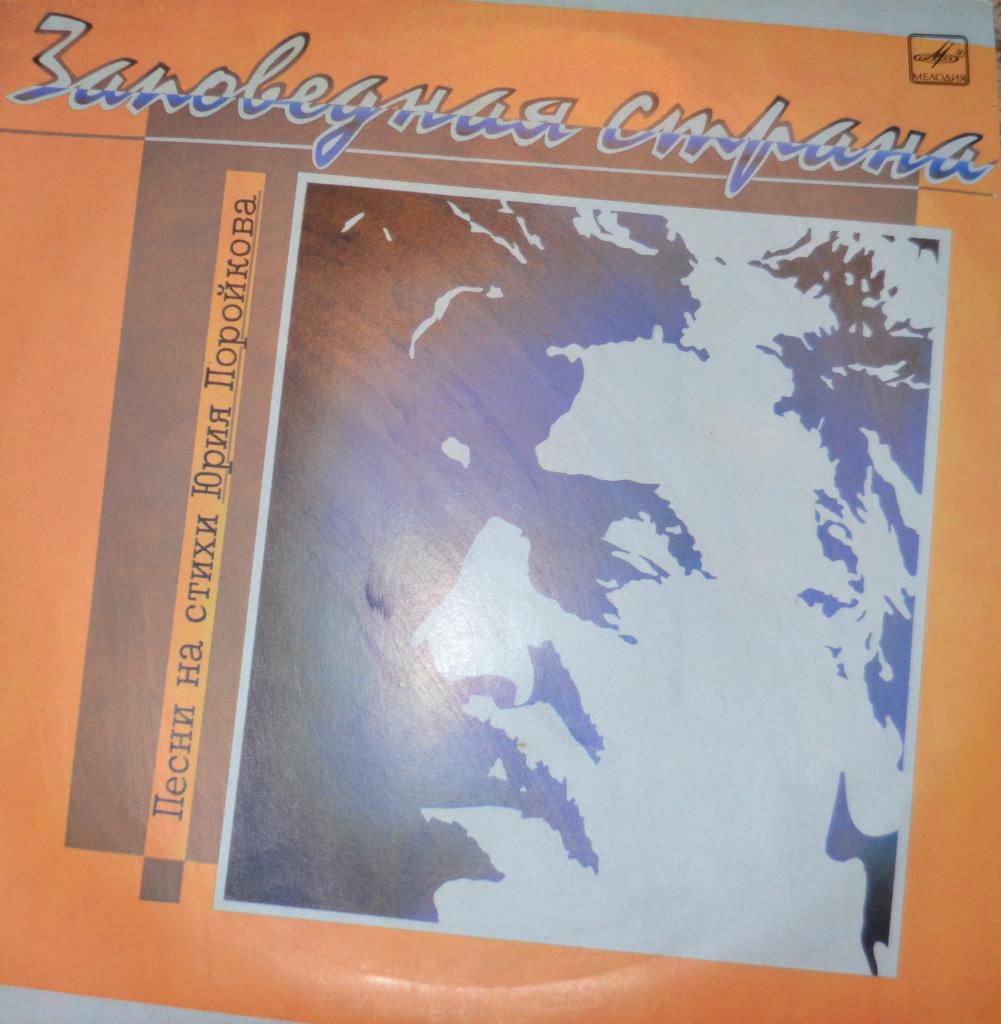 Заповедная страна
МЕЛОДИЯ
Песни на стихи Юрия Поройкова